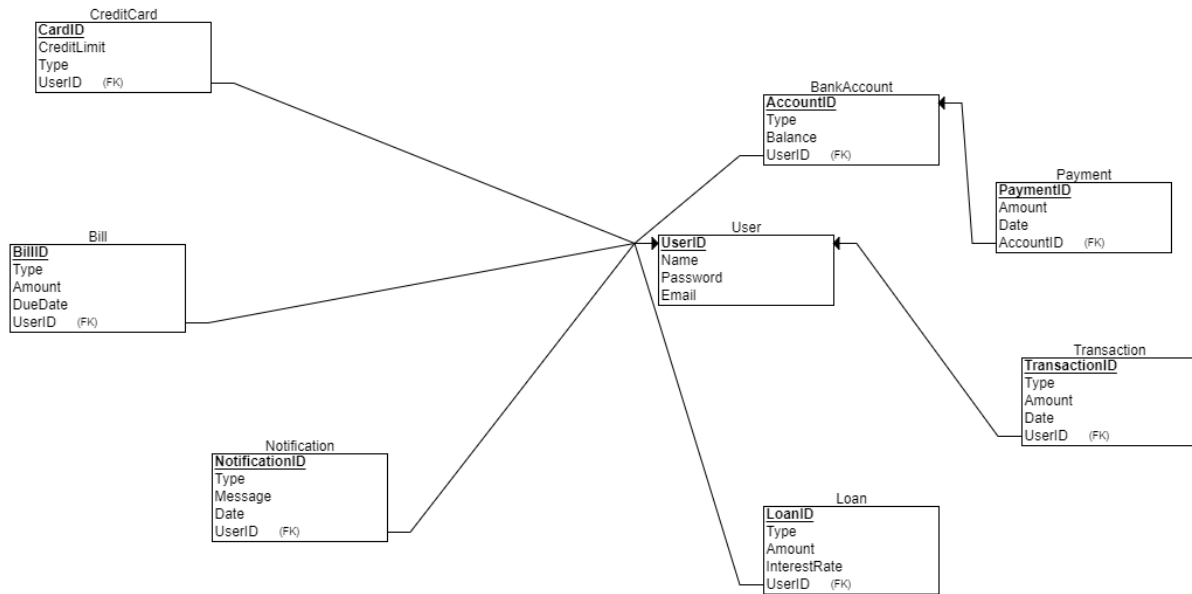 CreditCard
CardID
CreditLimit
Type
UserID (FK)
BankAccount
AccountID
Type
Balance
UserID (FK)
Payment
PaymentID
Amount
Date
AccountID (FK)
User
UserID
Name
Password
Email
Bill
BillID
Type
Amount
DueDate
UserID (FK)
Transaction
TransactionID
Type
Amount
Date
UserID (FK)
Notification
NotificationID
Type
Message
Date
UserID (FK)
Loan
LoanID
Type
Amount
InterestRate
UserID (FK)